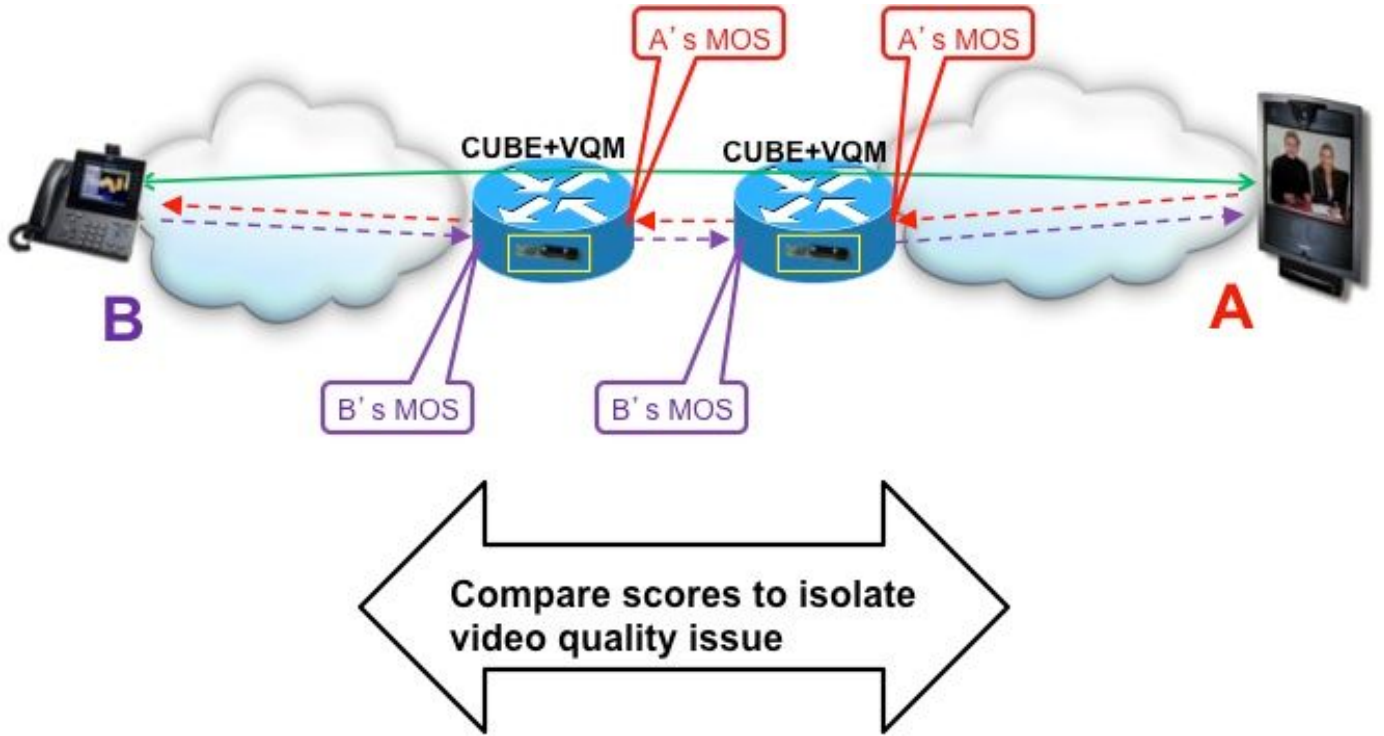 A's MOS
A's MOS
CUBE+VQM
CUBE+VQM
B
A
B's MOS
B's MOS
Compare scores to isolate
video quality issue